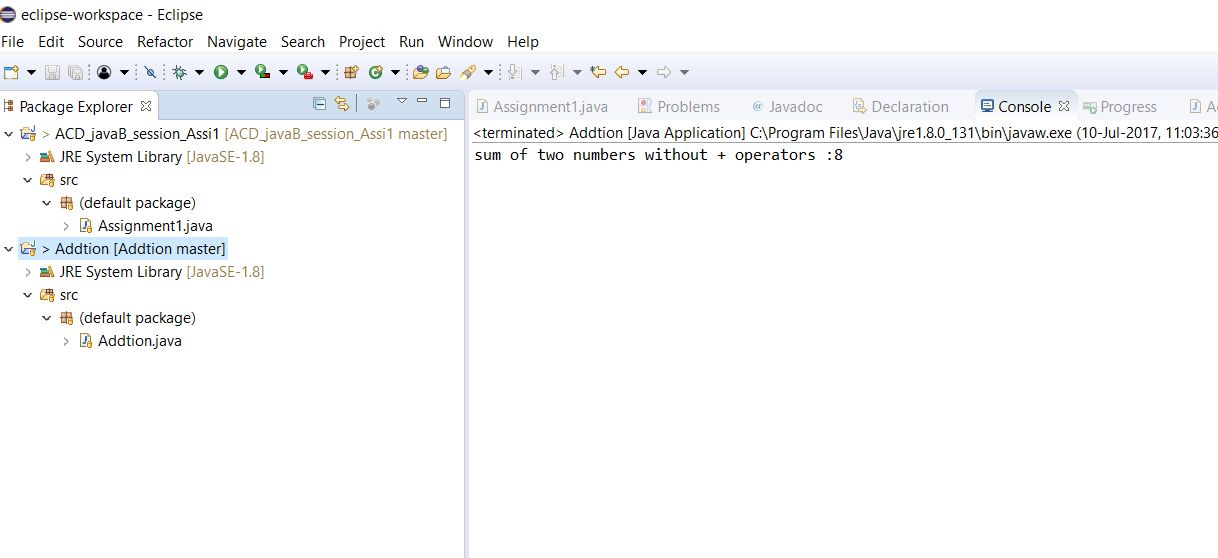 eclipse-workspace - Eclipse
File Edit Source Refactor Navigate Search Project Run Window Help
Package Explorer
> ACD_javaB_session_Assi1 [ACD_javaB_session_Assi1 master]
JRE System Library [JavaSE-1.8]
src
(default package)
Assignment1.java
> Addtion [Addtion master]
JRE System Library [JavaSE-1.8]
src
(default package)
Addtion.java
Assignment1.java Problems Javadoc Declaration Console Progress
<terminated> Addtion [Java Application] C:\Program Files\Java\jre1.8.0_131\bin\javaw.exe (10-Jul-2017, 11:03:36
sum of two numbers without + operators :8